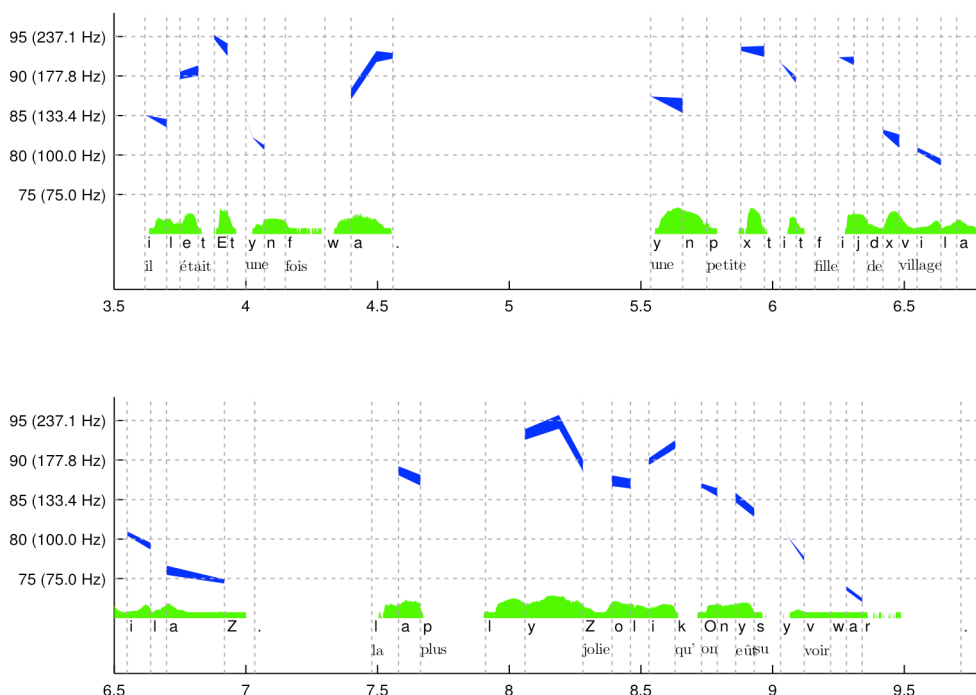 95 (237.1 Hz)
90 (177.8 Hz)
85 (133.4 Hz)
80 (100.0 Hz)
75 (75.0 Hz)
i l e t E t y n f w a . y n p x t i t f i j d x v i l a
il était une fois une petite fille de village
3.5 4 4.5 5 5.5 6 6.5
95 (237.1 Hz)
90 (177.8 Hz)
85 (133.4 Hz)
80 (100.0 Hz)
75 (75.0 Hz)
i l a Z . l a p l y Z o l i k O n y s y v w a r .
la plus jolie qu' on eût su voir
6.5 7 7.5 8 8.5 9 9.5